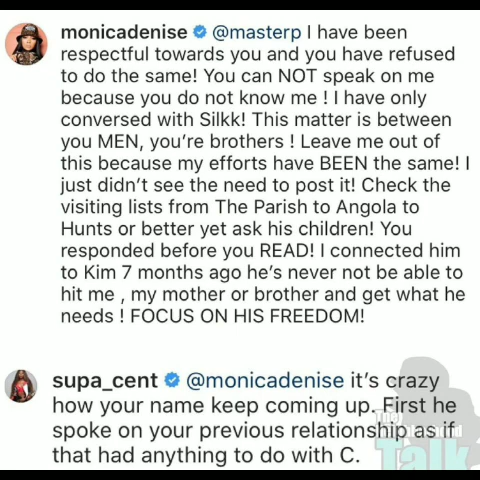 monicadenise @masterp I have been
respectful towards you and you have refused
to do the same! You can NOT speak on me
because you do not know me ! I have only
conversed with Silkk! This matter is between
you MEN, you're brothers ! Leave me out of
this because my efforts have BEEN the same! I
just didn't see the need to post it! Check the
visiting lists from The Parish to Angola to
Hunts or better yet ask his children! You
responded before you READ! I connected him
to Kim 7 months ago he's never not be able to
hit me , my mother or brother and get what he
needs ! FOCUS ON HIS FREEDOM!
supa_cent @monicadenise it's crazy
how your name keep coming up. First he
spoke on your previous relationship as if
that had anything to do with C.
They
Talk